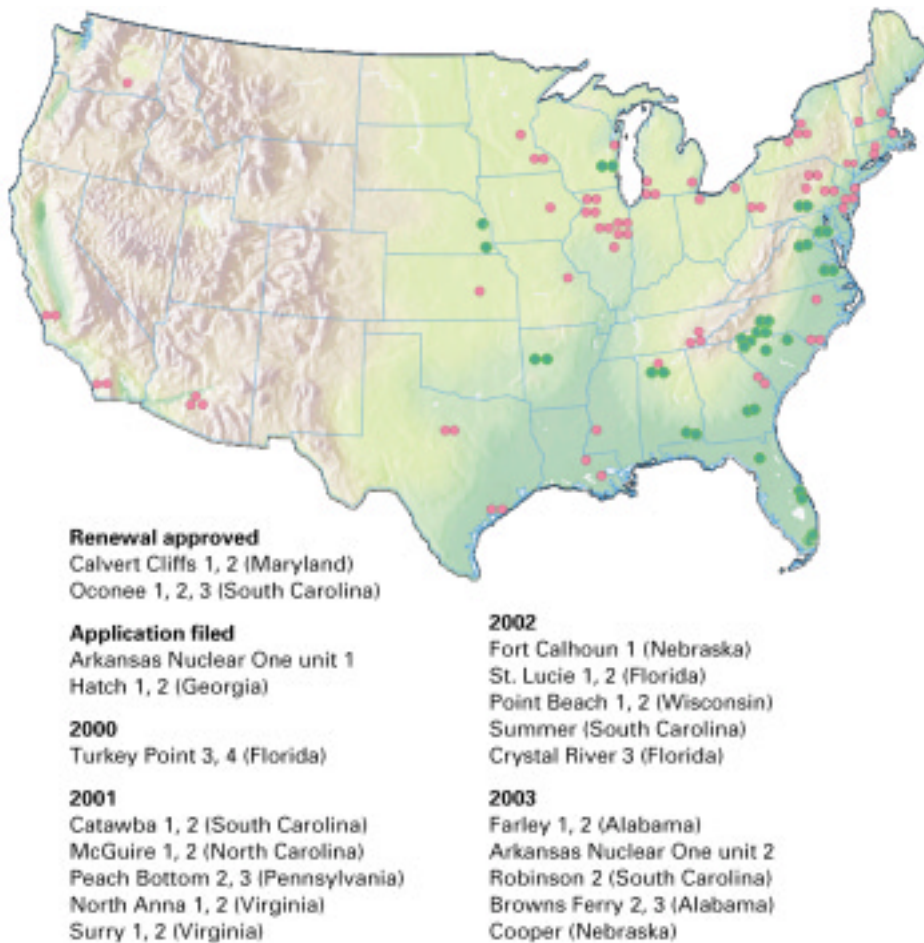 Renewal approved
Calvert Cliffs 1, 2 (Maryland)
Oconee 1, 2, 3 (South Carolina)
Application filed
Arkansas Nuclear One unit 1
Hatch 1, 2 (Georgia)
2000
Turkey Point 3, 4 (Florida)
2001
Catawba 1, 2 (South Carolina)
McGuire 1, 2 (North Carolina)
Peach Bottom 2, 3 (Pennsylvania)
North Anna 1, 2 (Virginia)
Surry 1, 2 (Virginia)
2002
Fort Calhoun 1 (Nebraska)
St. Lucie 1, 2 (Florida)
Point Beach 1, 2 (Wisconsin)
Summer (South Carolina)
Crystal River 3 (Florida)
2003
Farley 1, 2 (Alabama)
Arkansas Nuclear One unit 2
Robinson 2 (South Carolina)
Browns Ferry 2, 3 (Alabama)
Cooper (Nebraska)